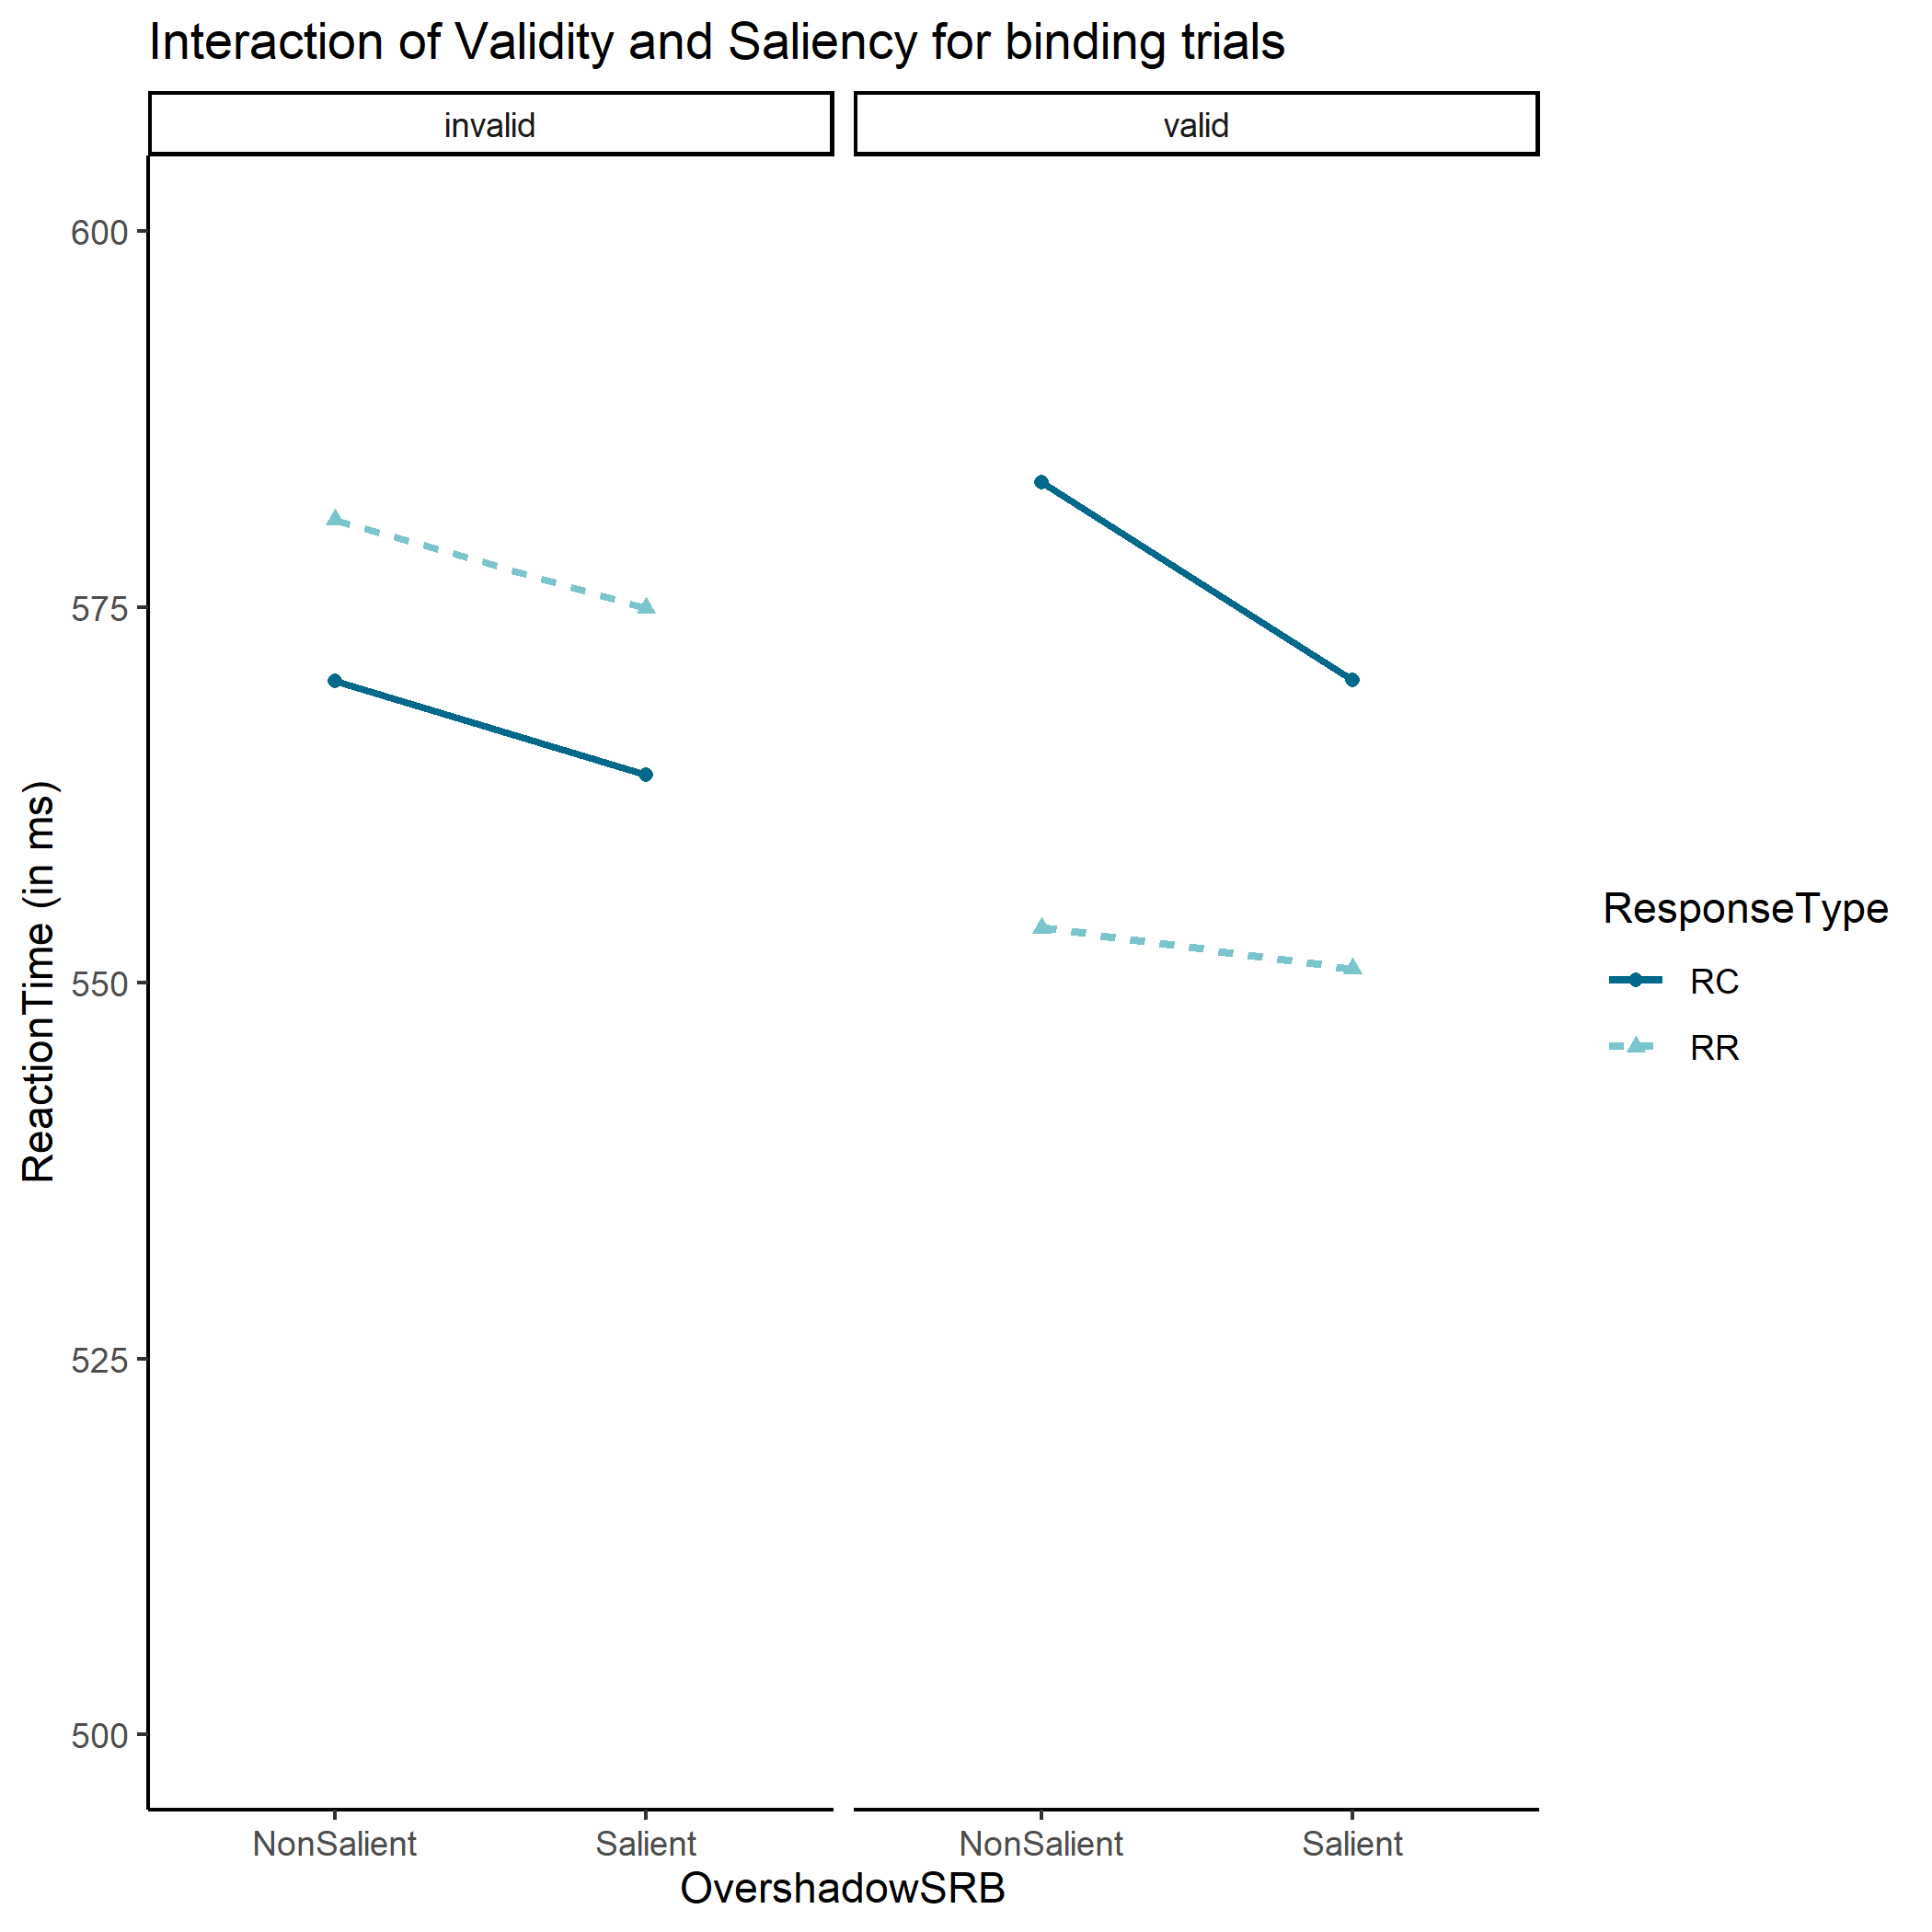 Interaction of Validity and Saliency for binding trials
invalid
valid
600
575
550
525
500
ReactionTime (in ms)
NonSalient
Salient
NonSalient
Salient
OvershadowSRB
ResponseType
RC
RR